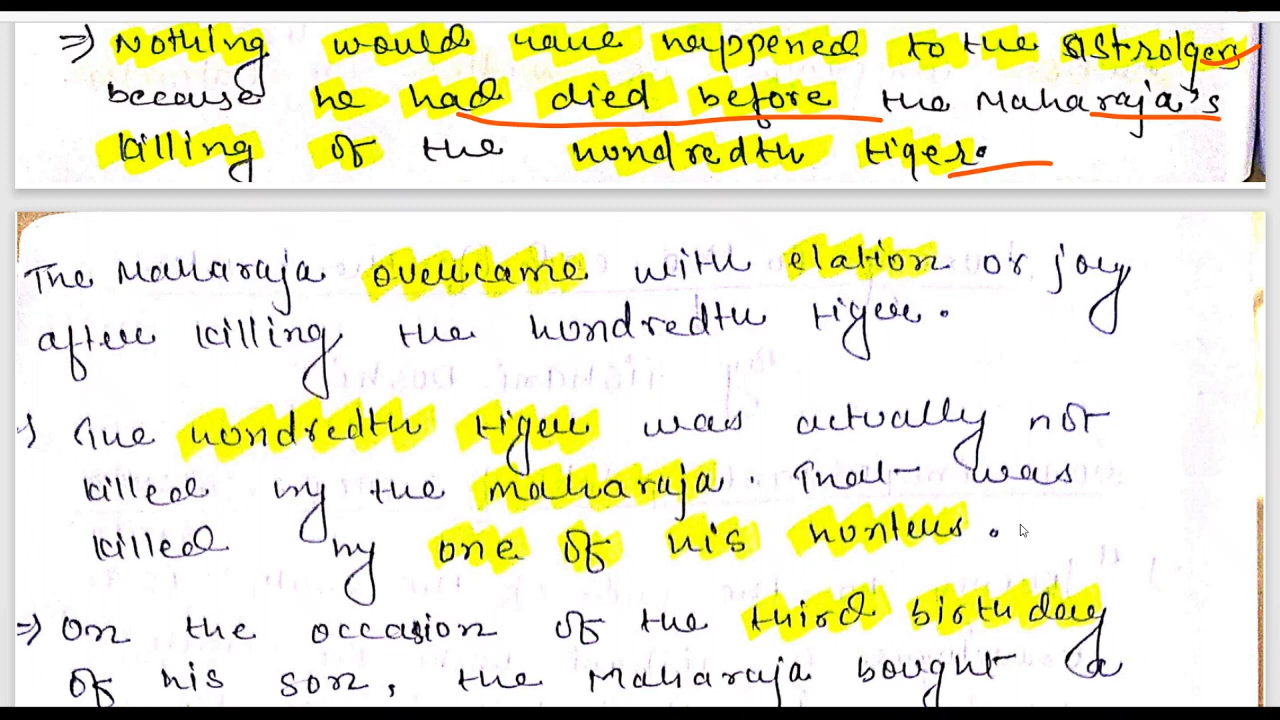 ⇒) Nothing would have happened to the astrolger
because he had died before the Maharaja's
killing of the hundredth tiger.
The Maharaja overcame with elation or joy
after killing the hundredth tiger.
⇒) The hundredth tiger was actually not
killed by the maharaja. That was
killed by one of his hunters.
⇒) On the occasion of the third birthday
of his son, the Maharaja bought a